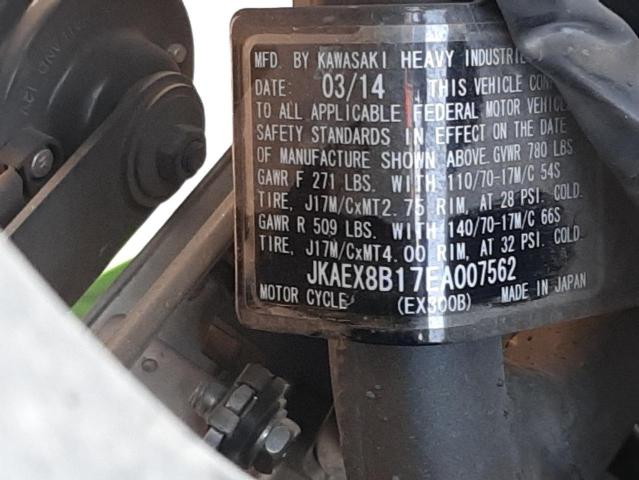 MFD. BY KAWASAKI HEAVY INDUSTRIE
DATE: 03/14 THIS VEHICLE CON
TO ALL APPLICABLE FEDERAL MOTOR VEHICL
SAFETY STANDARDS IN EFFECT ON THE DATE
OF MANUFACTURE SHOWN ABOVE GVWR 780 LBS
GAWR F 271 LBS. WITH 110/70-17M/C 54S
TIRE, J17M/CxMT2.75 RIM, AT 28 PSI. COLD.
GAWR R 509 LBS. WITH 140/70-17M/C 66S
TIRE, J17M/CxMT4.00 RIM, AT 32 PSI. COLD.
JKAEX8B17EA007562
MOTOR CYCLE (EX300B) MADE IN JAPAN
12V